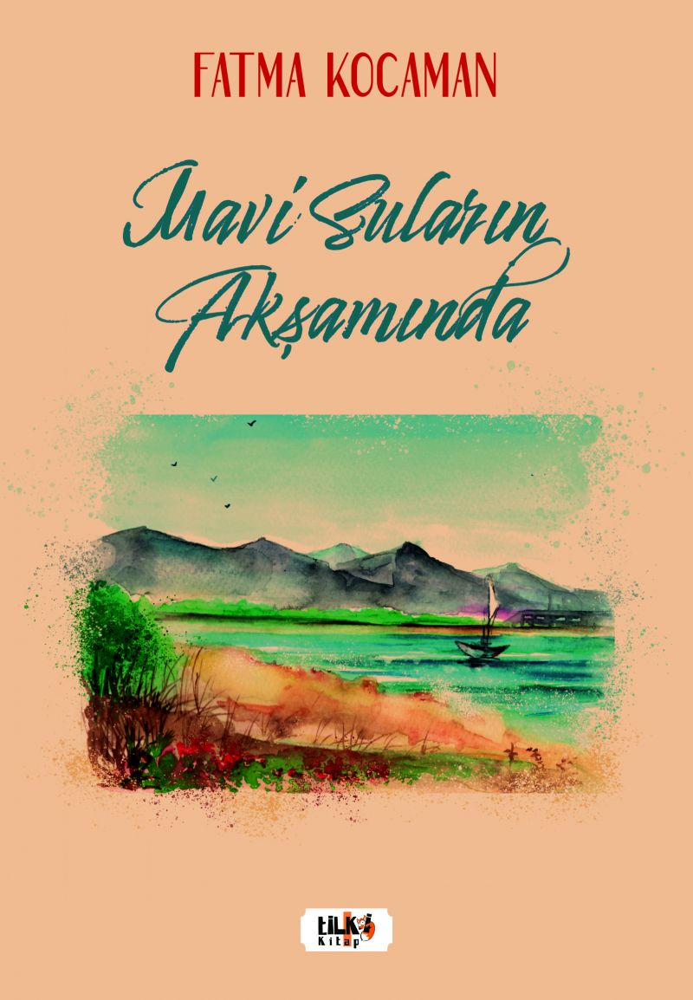 FATMA KOCAMAN
Mavi Suların
Akşamında
tiLKi
Kitap